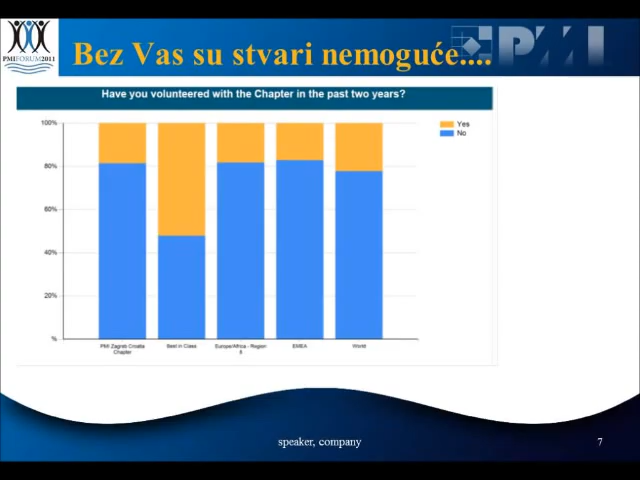 PMI FORUM 2011
Bez Vas su stvari nemoguće....
PMI
Have you volunteered with the Chapter in the past two years?
Yes
No
100%
80%
60%
40%
20%
%
PMI Zagreb Croatia
Chapter
Best in Class
Europe/Africa - Region
8
EMEA
World
speaker, company
7